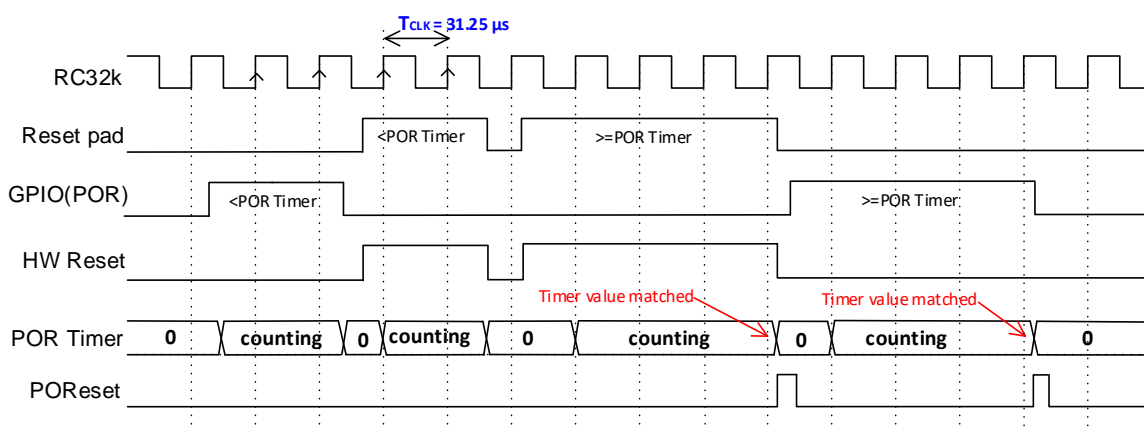 TCLK = 31.25 µs
RC32k
Reset pad
<POR Timer
>=POR Timer
GPIO(POR)
<POR Timer
>=POR Timer
HW Reset
Timer value matched
Timer value matched
POR Timer
0
counting
0
counting
0
counting
0
counting
0
POReset